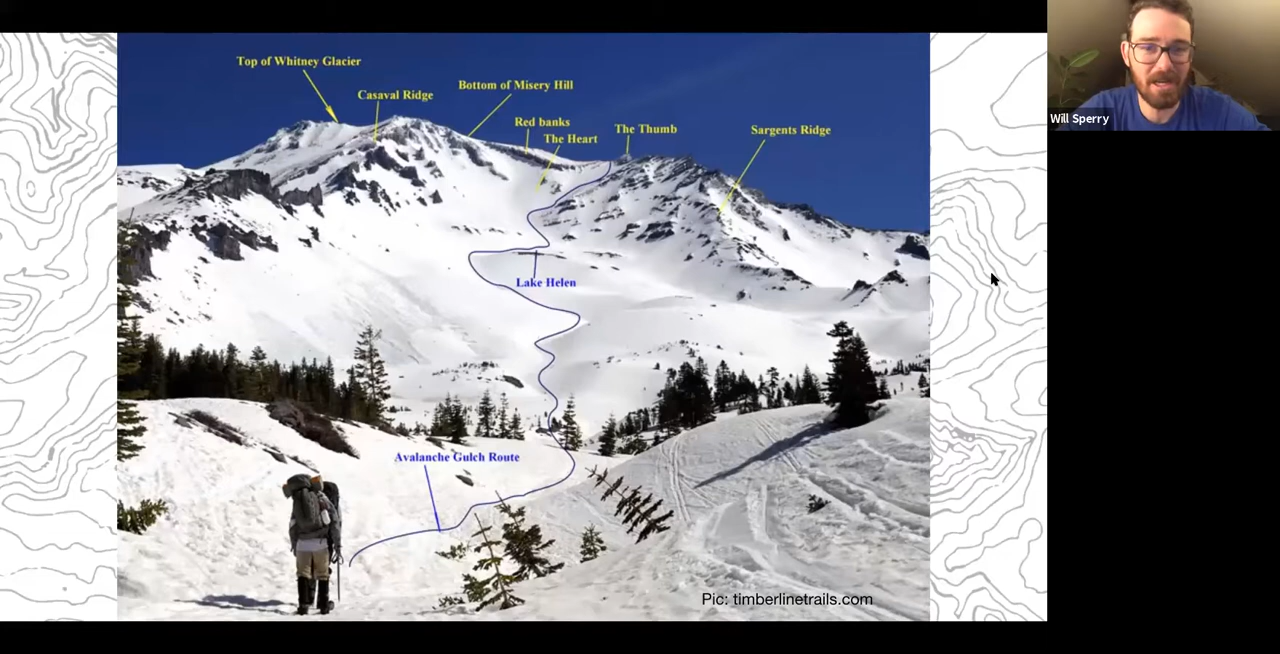 Top of Whitney Glacier
Casaval Ridge
Bottom of Misery Hill
Red banks
The Heart
The Thumb
Sargents Ridge
Will Sperry
Lake Helen
Avalanche Gulch Route
Pic: timberlinetrails.com